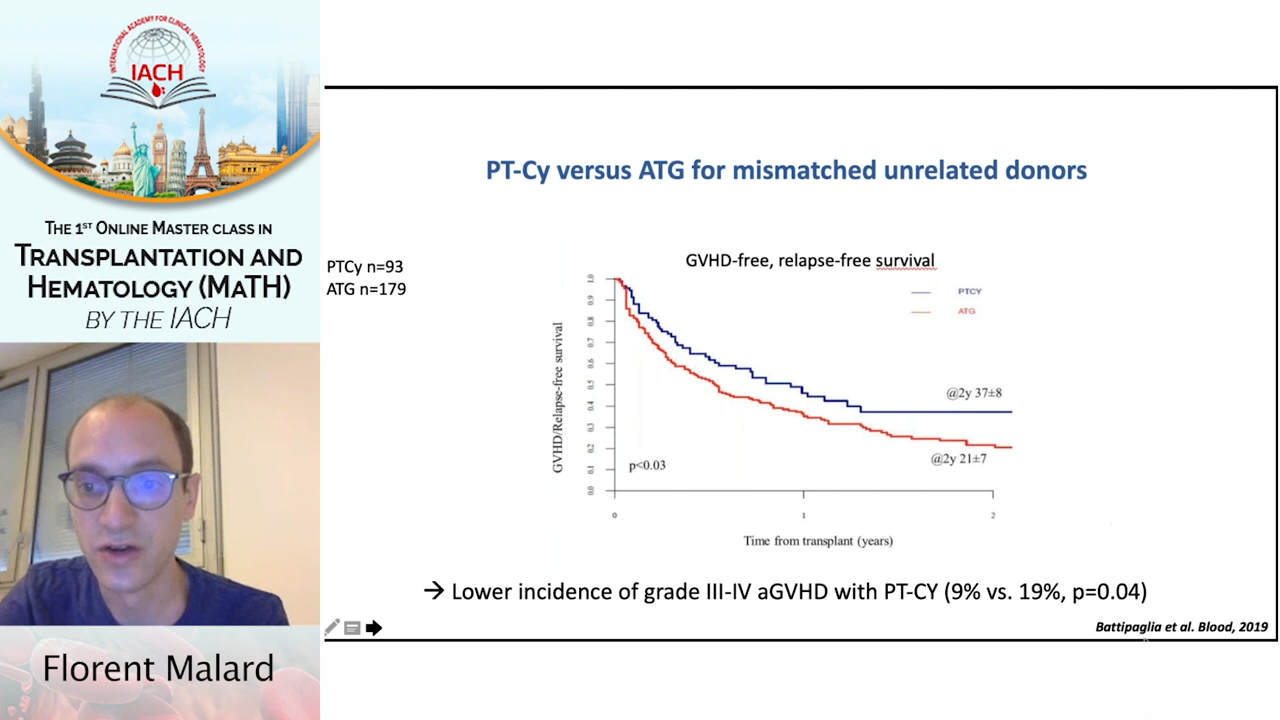 INTERNATIONAL ACADEMY FOR CLINICAL HEMATOLOGY
IACH
THE 1ST ONLINE MASTER CLASS IN
TRANSPLANTATION AND
HEMATOLOGY (MATH)
BY THE IACH
Florent Malard
PT-Cy versus ATG for mismatched unrelated donors
PTCy n=93
ATG n=179
GVHD-free, relapse-free survival
PTCY
ATG
GVHD/Relapse-free survival
1.0
0.9
0.8
0.7
0.6
0.5
0.4
0.3
0.2
0.1
0.0
@2y 37±8
@2y 21±7
p<0.03
0
1
2
Time from transplant (years)
→ Lower incidence of grade III-IV aGVHD with PT-CY (9% vs. 19%, p=0.04)
Battipaglia et al. Blood, 2019